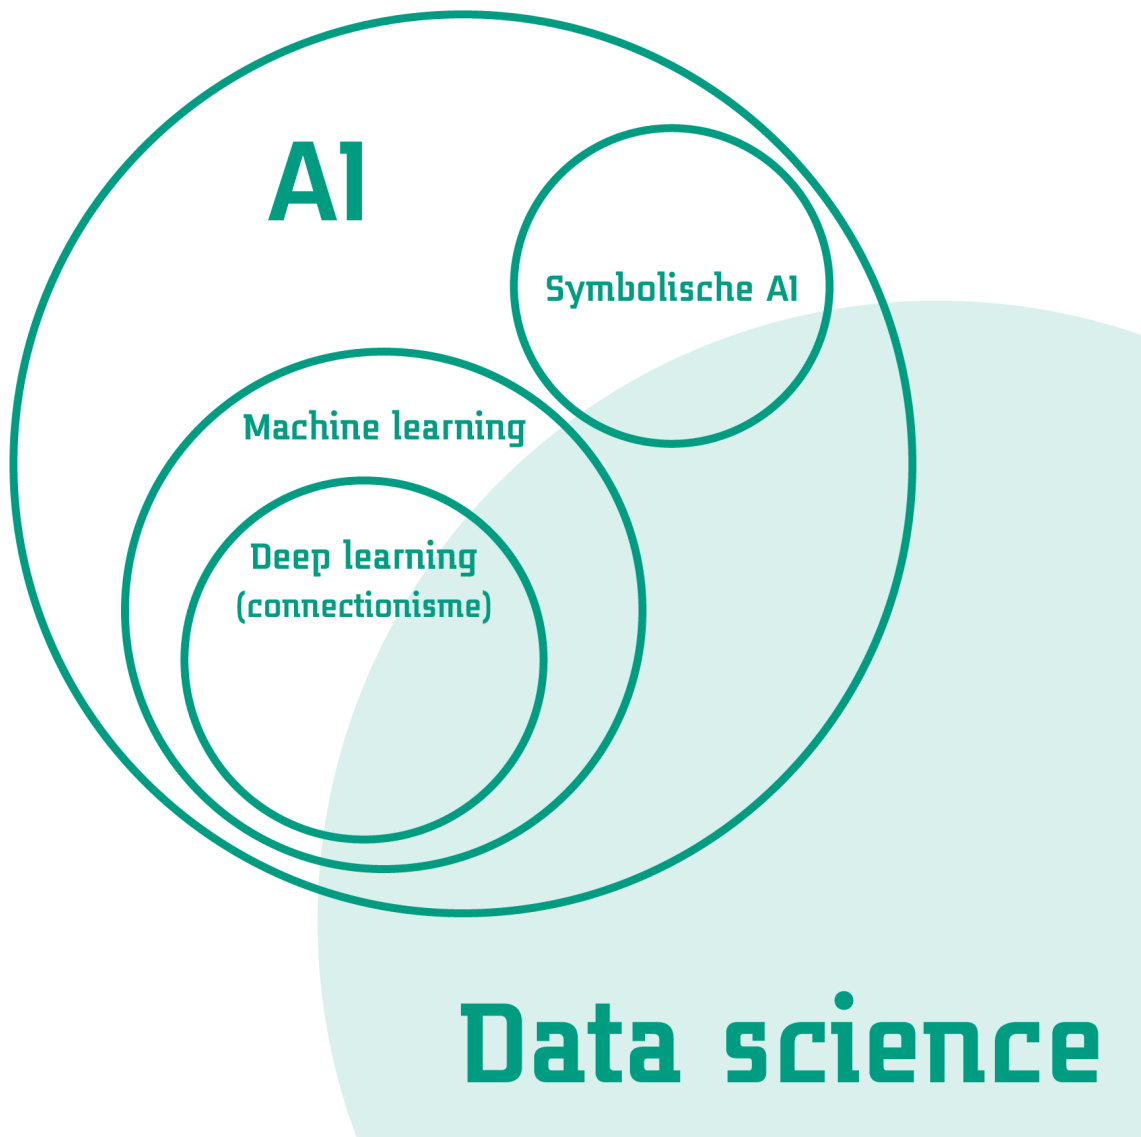 AI
Symbolische AI
Machine learning
Deep learning
(connectionisme)
Data science